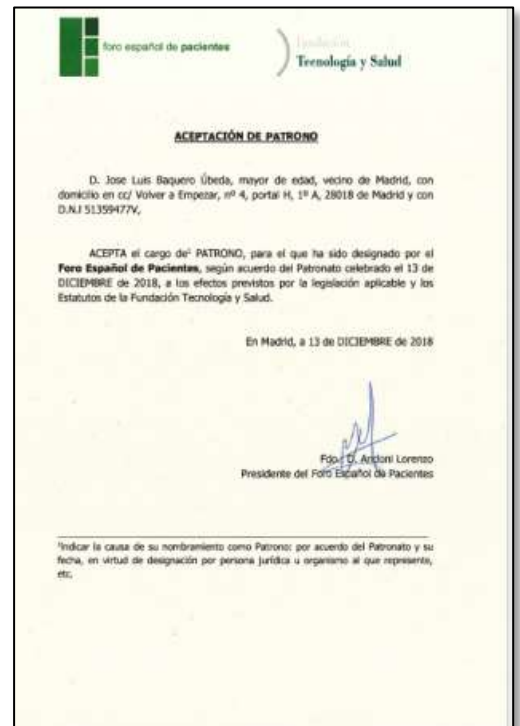 foro español de pacientes
Fundación
Tecnología y Salud
ACEPTACIÓN DE PATRONO
D. Jose Luis Baquero Úbeda, mayor de edad, vecino de Madrid, con
domicilio en cc/ Volver a Empezar, nº 4, portal H, 1º A, 28018 de Madrid y con
D.N.I 51359477V,
ACEPTA el cargo de¹ PATRONO, para el que ha sido designado por el
Foro Español de Pacientes, según acuerdo del Patronato celebrado el 13 de
DICIEMBRE de 2018, a los efectos previstos por la legislación aplicable y los
Estatutos de la Fundación Tecnología y Salud.
En Madrid, a 13 de DICIEMBRE de 2018
Fdo.: D. Andoni Lorenzo
Presidente del Foro Español de Pacientes
¹Indicar la causa de su nombramiento como Patrono: por acuerdo del Patronato y su
fecha, en virtud de designación por persona jurídica u organismo al que represente,
etc.